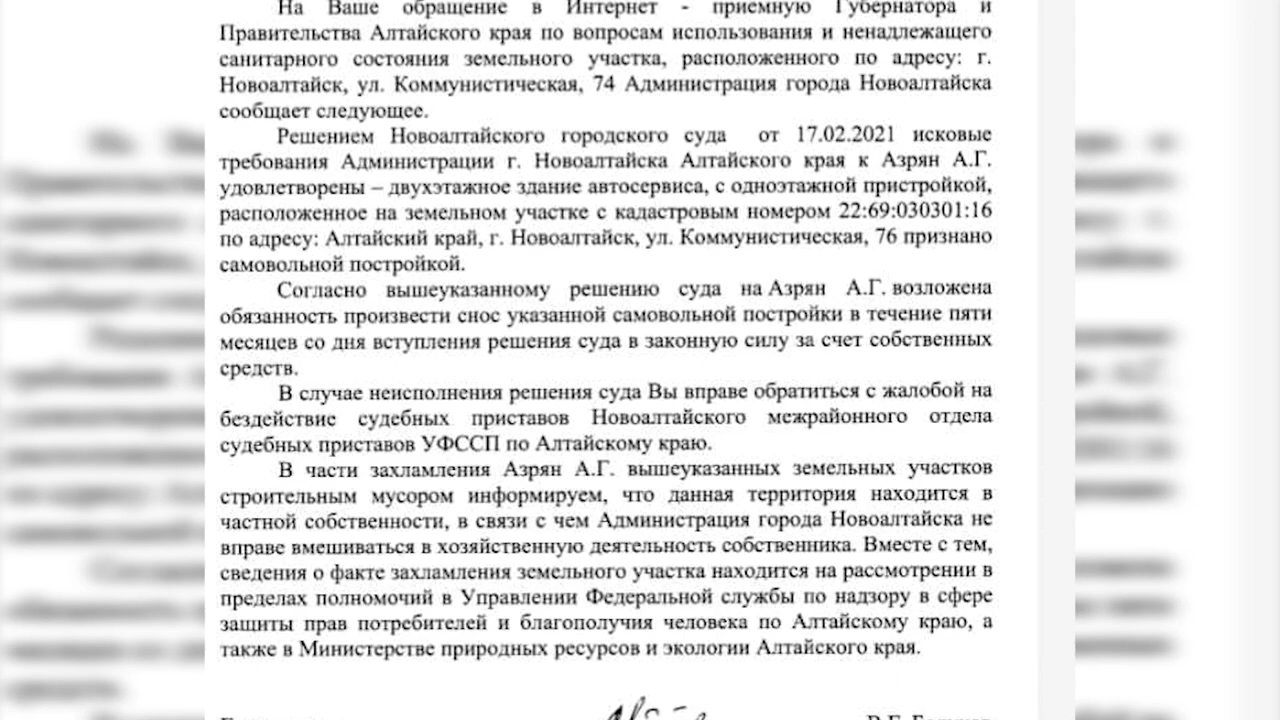 На Ваше обращение в Интернет - приемную Губернатора и
Правительства Алтайского края по вопросам использования и ненадлежащего
санитарного состояния земельного участка, расположенного по адресу: г.
Новоалтайск, ул. Коммунистическая, 74 Администрация города Новоалтайска
сообщает следующее.
Решением Новоалтайского городского суда от 17.02.2021 исковые
требования Администрации г. Новоалтайска Алтайского края к Азрян А.Г.
удовлетворены – двухэтажное здание автосервиса, с одноэтажной пристройкой,
расположенное на земельном участке с кадастровым номером 22:69:030301:16
по адресу: Алтайский край, г. Новоалтайск, ул. Коммунистическая, 76 признано
самовольной постройкой.
Согласно вышеуказанному решению суда на Азрян А.Г. возложена
обязанность произвести снос указанной самовольной постройки в течение пяти
месяцев со дня вступления решения суда в законную силу за счет собственных
средств.
В случае неисполнения решения суда Вы вправе обратиться с жалобой на
бездействие судебных приставов Новоалтайского межрайонного отдела
судебных приставов УФССП по Алтайскому краю.
В части захламления Азрян А.Г. вышеуказанных земельных участков
строительным мусором информируем, что данная территория находится в
частной собственности, в связи с чем Администрация города Новоалтайска не
вправе вмешиваться в хозяйственную деятельность собственника. Вместе с тем,
сведения о факте захламления земельного участка находится на рассмотрении в
пределах полномочий в Управлении Федеральной службы по надзору в сфере
защиты прав потребителей и благополучия человека по Алтайскому краю, а
также в Министерстве природных ресурсов и экологии Алтайского края.